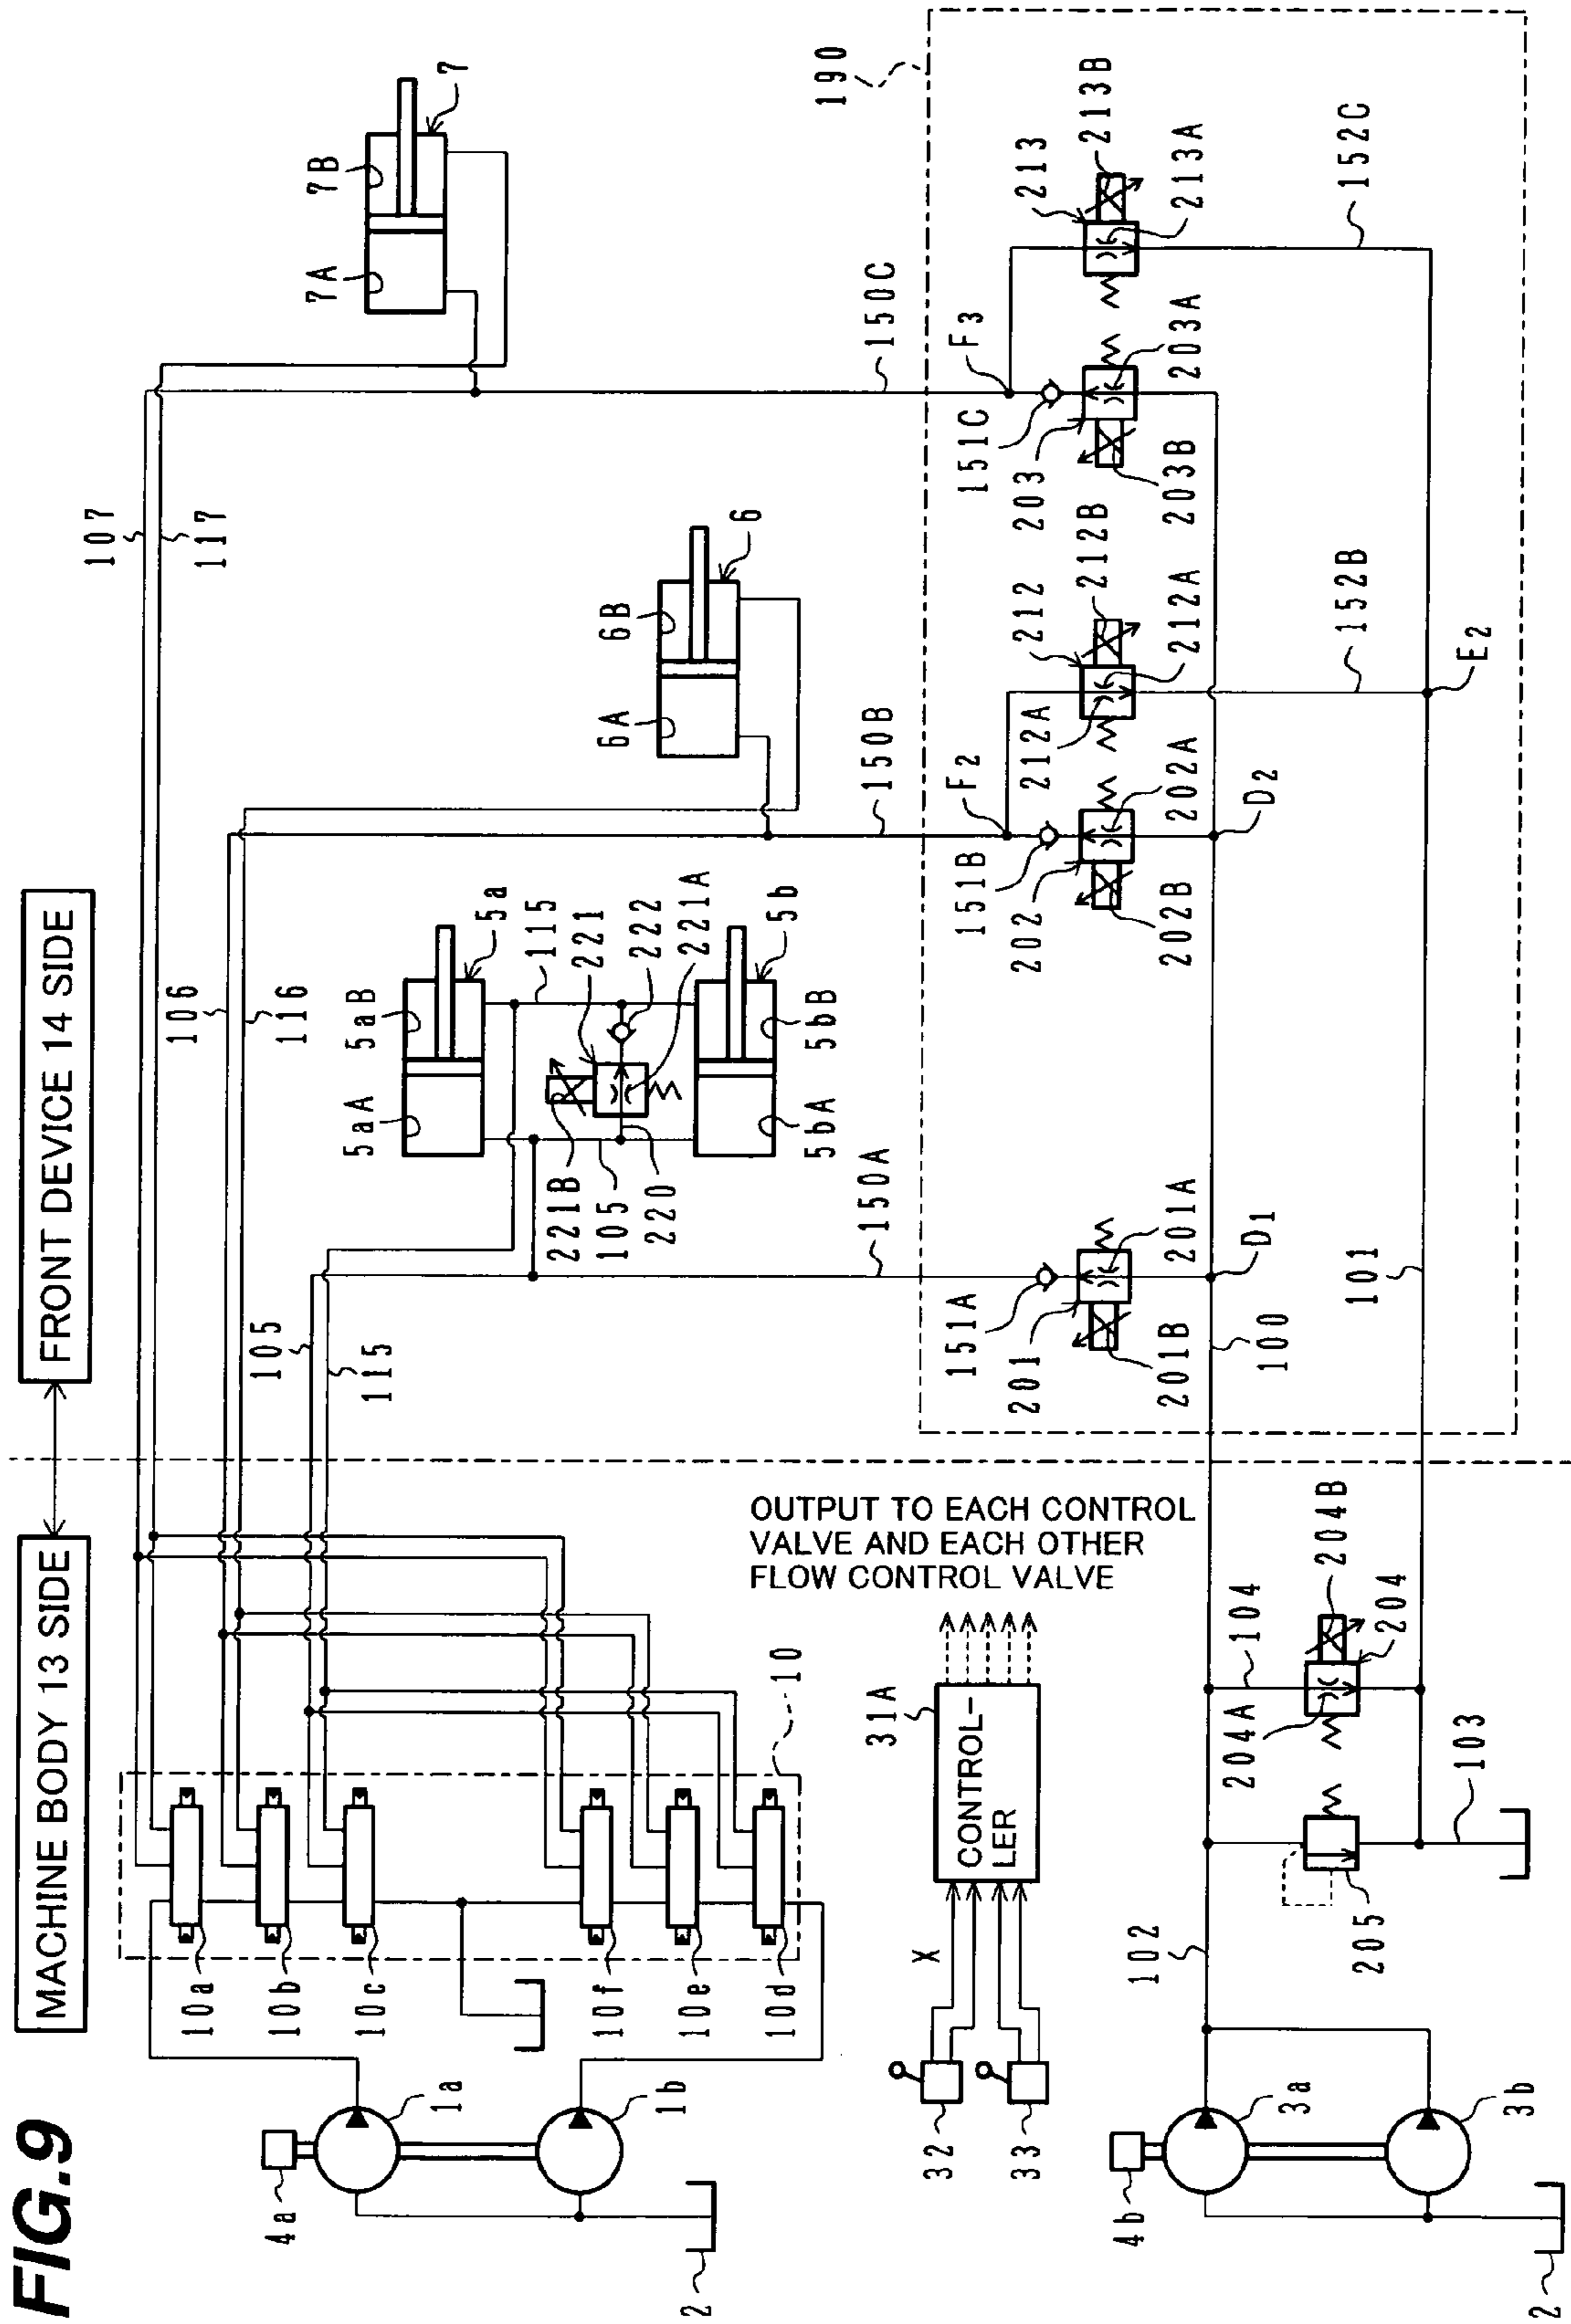 FIG.9
MACHINE BODY 13 SIDE
FRONT DEVICE 14 SIDE
107
117
7
7B
7A
106
116
6
6B
6A
105
115
5a
5aB
5aA
115
221
222
221A
221B
105
220
5b
5bB
5bA
150A
150B
150C
190
10
10a
10b
10c
10f
10e
10d
4a
1a
1b
2
OUTPUT TO EACH CONTROL
VALVE AND EACH OTHER
FLOW CONTROL VALVE
31A
CONTROL-
LER
X
32
33
F2
F3
151A
201
201A
201B
D1
151B
202
202A
202B
D2
212A
212
212B
212A
152B
E2
151C
203
203A
203B
213
213B
213A
152C
100
101
102
104
204A
204B
204
205
103
4b
3a
3b
2